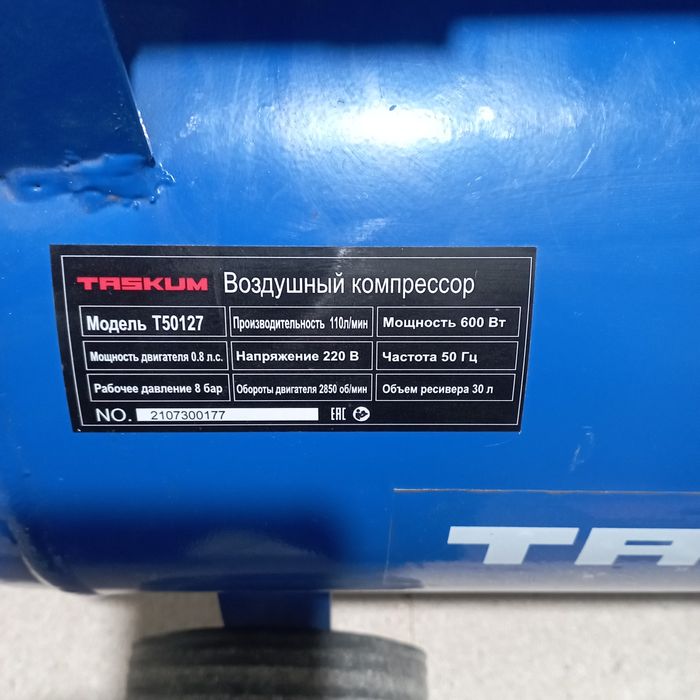 TASKUM Воздушный компрессор
Модель T50127 Производительность 110л/мин Мощность 600 Вт
Мощность двигателя 0.8 л.с. Напряжение 220 В Частота 50 Гц
Рабочее давление 8 бар Обороты двигателя 2850 об/мин Объем ресивера 30 л
NO. 2107300177 EAC
TA